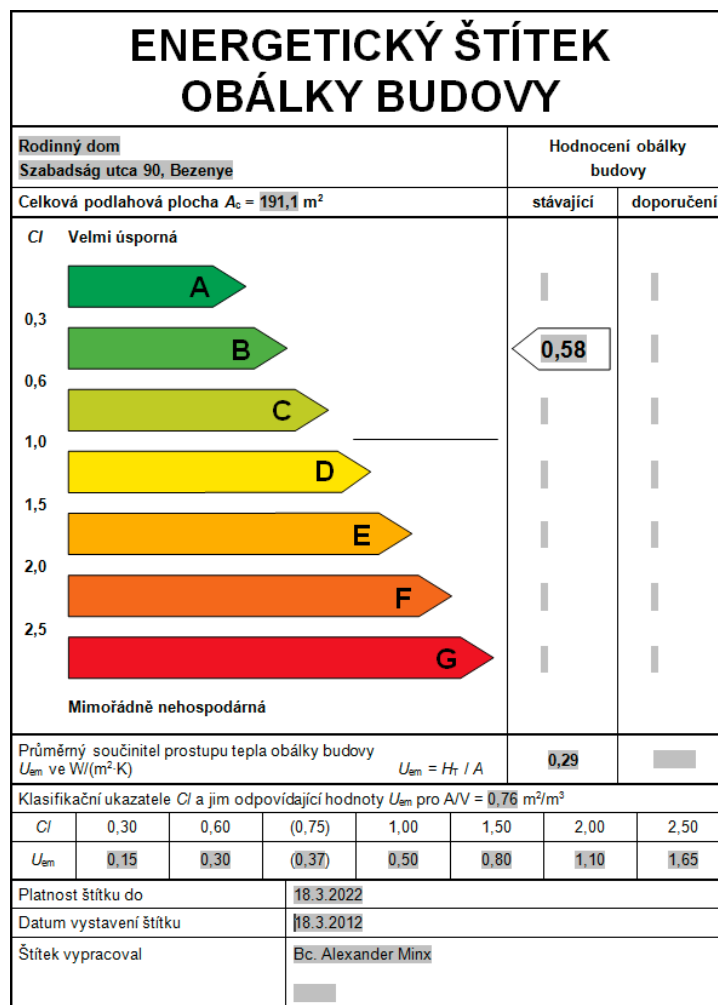 ENERGETICKÝ ŠTÍTEK
OBÁLKY BUDOVY
Rodinný dom
Szabadság utca 90, Bezenye
Hodnocení obálky
budovy
Celková podlahová plocha Ac = 191,1 m²
stávající
doporučení
CI Velmi úsporná
A
0,3
B
0,58
0,6
C
1,0
D
1,5
E
2,0
F
2,5
G
Mimořádně nehospodárná
Průměrný součinitel prostupu tepla obálky budovy
Uem ve W/(m²·K) Uem = HT / A
0,29
Klasifikační ukazatele CI a jim odpovídající hodnoty Uem pro A/V = 0,76 m²/m³
CI 0,30 0,60 (0,75) 1,00 1,50 2,00 2,50
Uem 0,15 0,30 (0,37) 0,50 0,80 1,10 1,65
Platnost štítku do 18.3.2022
Datum vystavení štítku 18.3.2012
Štítek vypracoval Bc. Alexander Minx